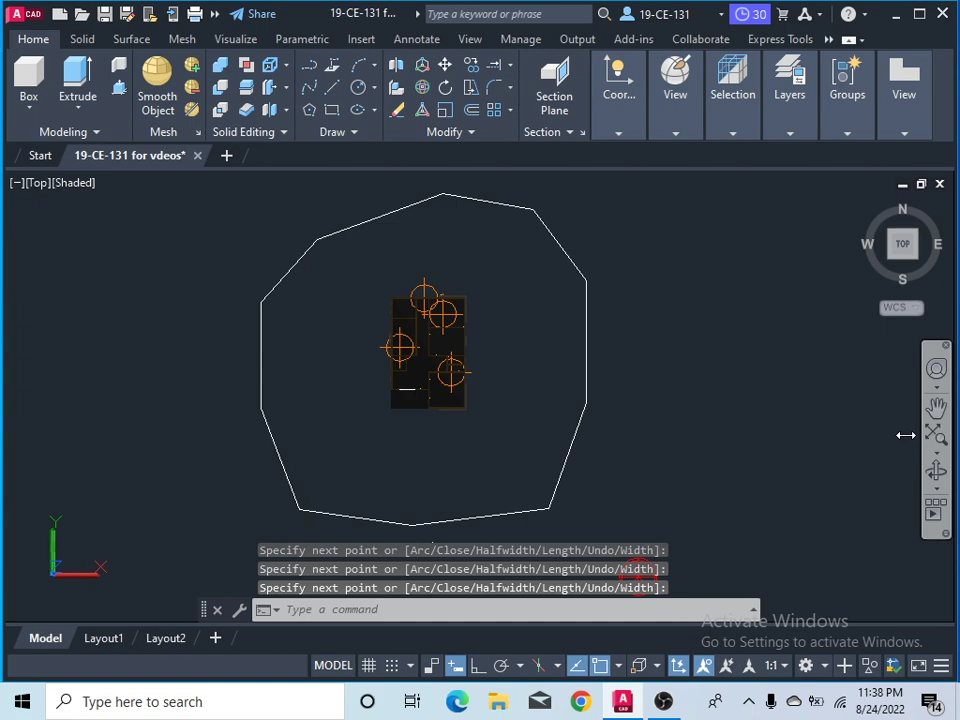 A CAD
Share
19-CE-131 f...
Type a keyword or phrase
19-CE-131
30
Home
Solid
Surface
Mesh
Visualize
Parametric
Insert
Annotate
View
Manage
Output
Add-ins
Collaborate
Express Tools
Box
Extrude
Smooth
Object
Section
Plane
Coor...
View
Selection
Layers
Groups
View
Modeling
Mesh
Solid Editing
Draw
Modify
Section
Start
19-CE-131 for vdeos*
[−][Top][Shaded]
N
W
TOP
E
S
WCS
Y
X
Z
Specify next point or [Arc/Close/Halfwidth/Length/Undo/Width]:
Specify next point or [Arc/Close/Halfwidth/Length/Undo/Width]:
Specify next point or [Arc/Close/Halfwidth/Length/Undo/Width]:
Type a command
Activate Windows
Go to Settings to activate Windows.
Model
Layout1
Layout2
MODEL
1:1
Type here to search
A CAD
11:38 PM
8/24/2022
14